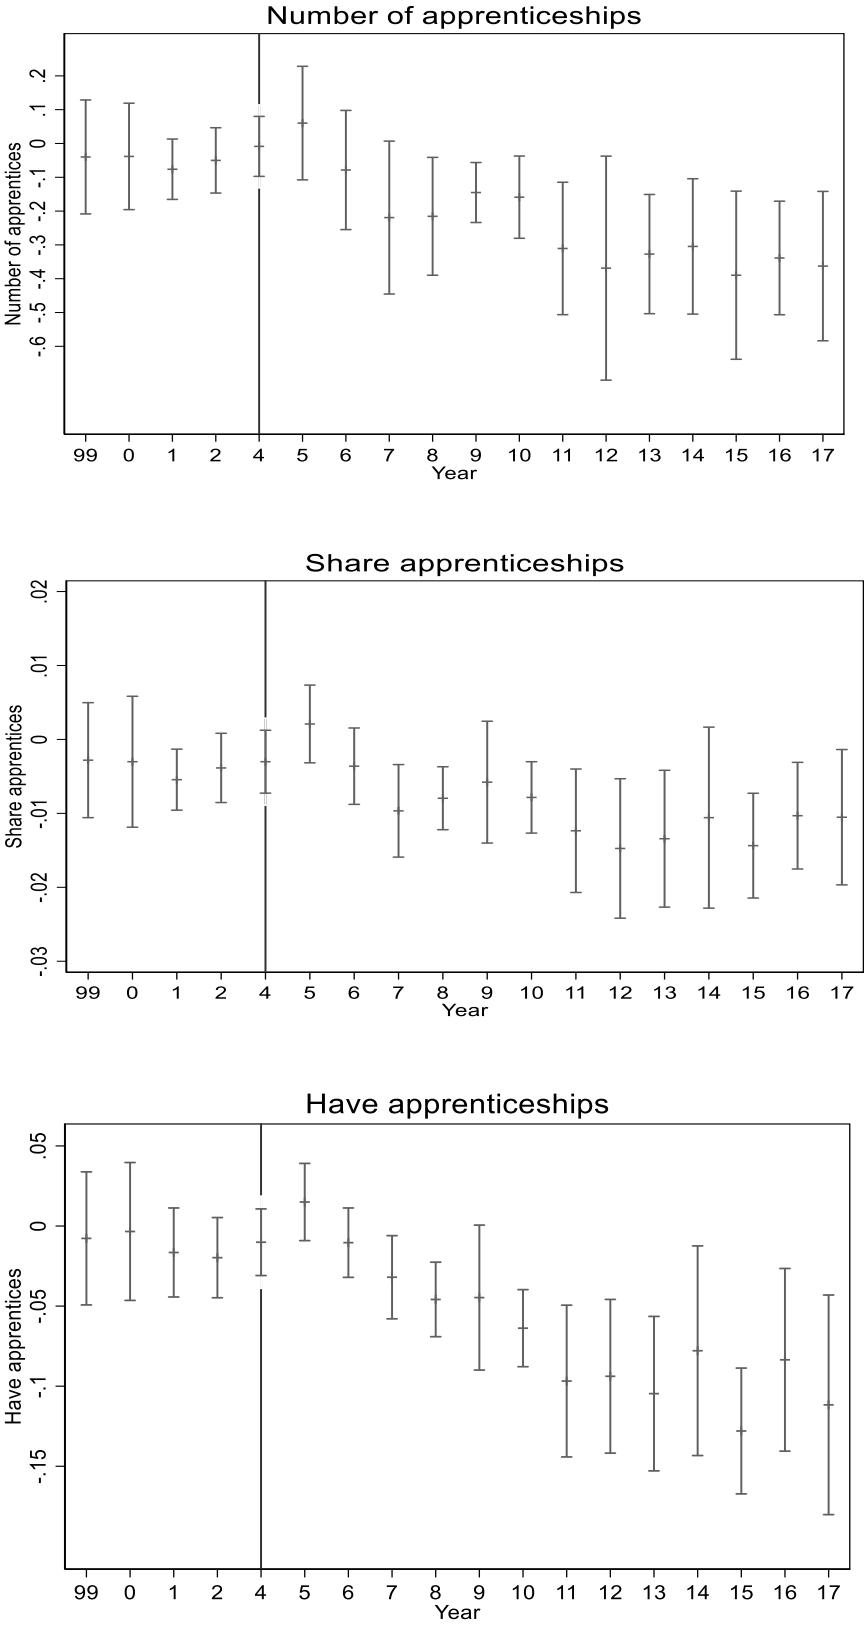 Number of apprenticeships
Number of apprentices
.2
.1
0
-.1
-.2
-.3
-.4
-.5
-.6
99 0 1 2 4 5 6 7 8 9 10 11 12 13 14 15 16 17
Year
Share apprenticeships
Share apprentices
.02
.01
0
-.01
-.02
-.03
99 0 1 2 4 5 6 7 8 9 10 11 12 13 14 15 16 17
Year
Have apprenticeships
Have apprentices
.05
0
-.05
-.1
-.15
99 0 1 2 4 5 6 7 8 9 10 11 12 13 14 15 16 17
Year